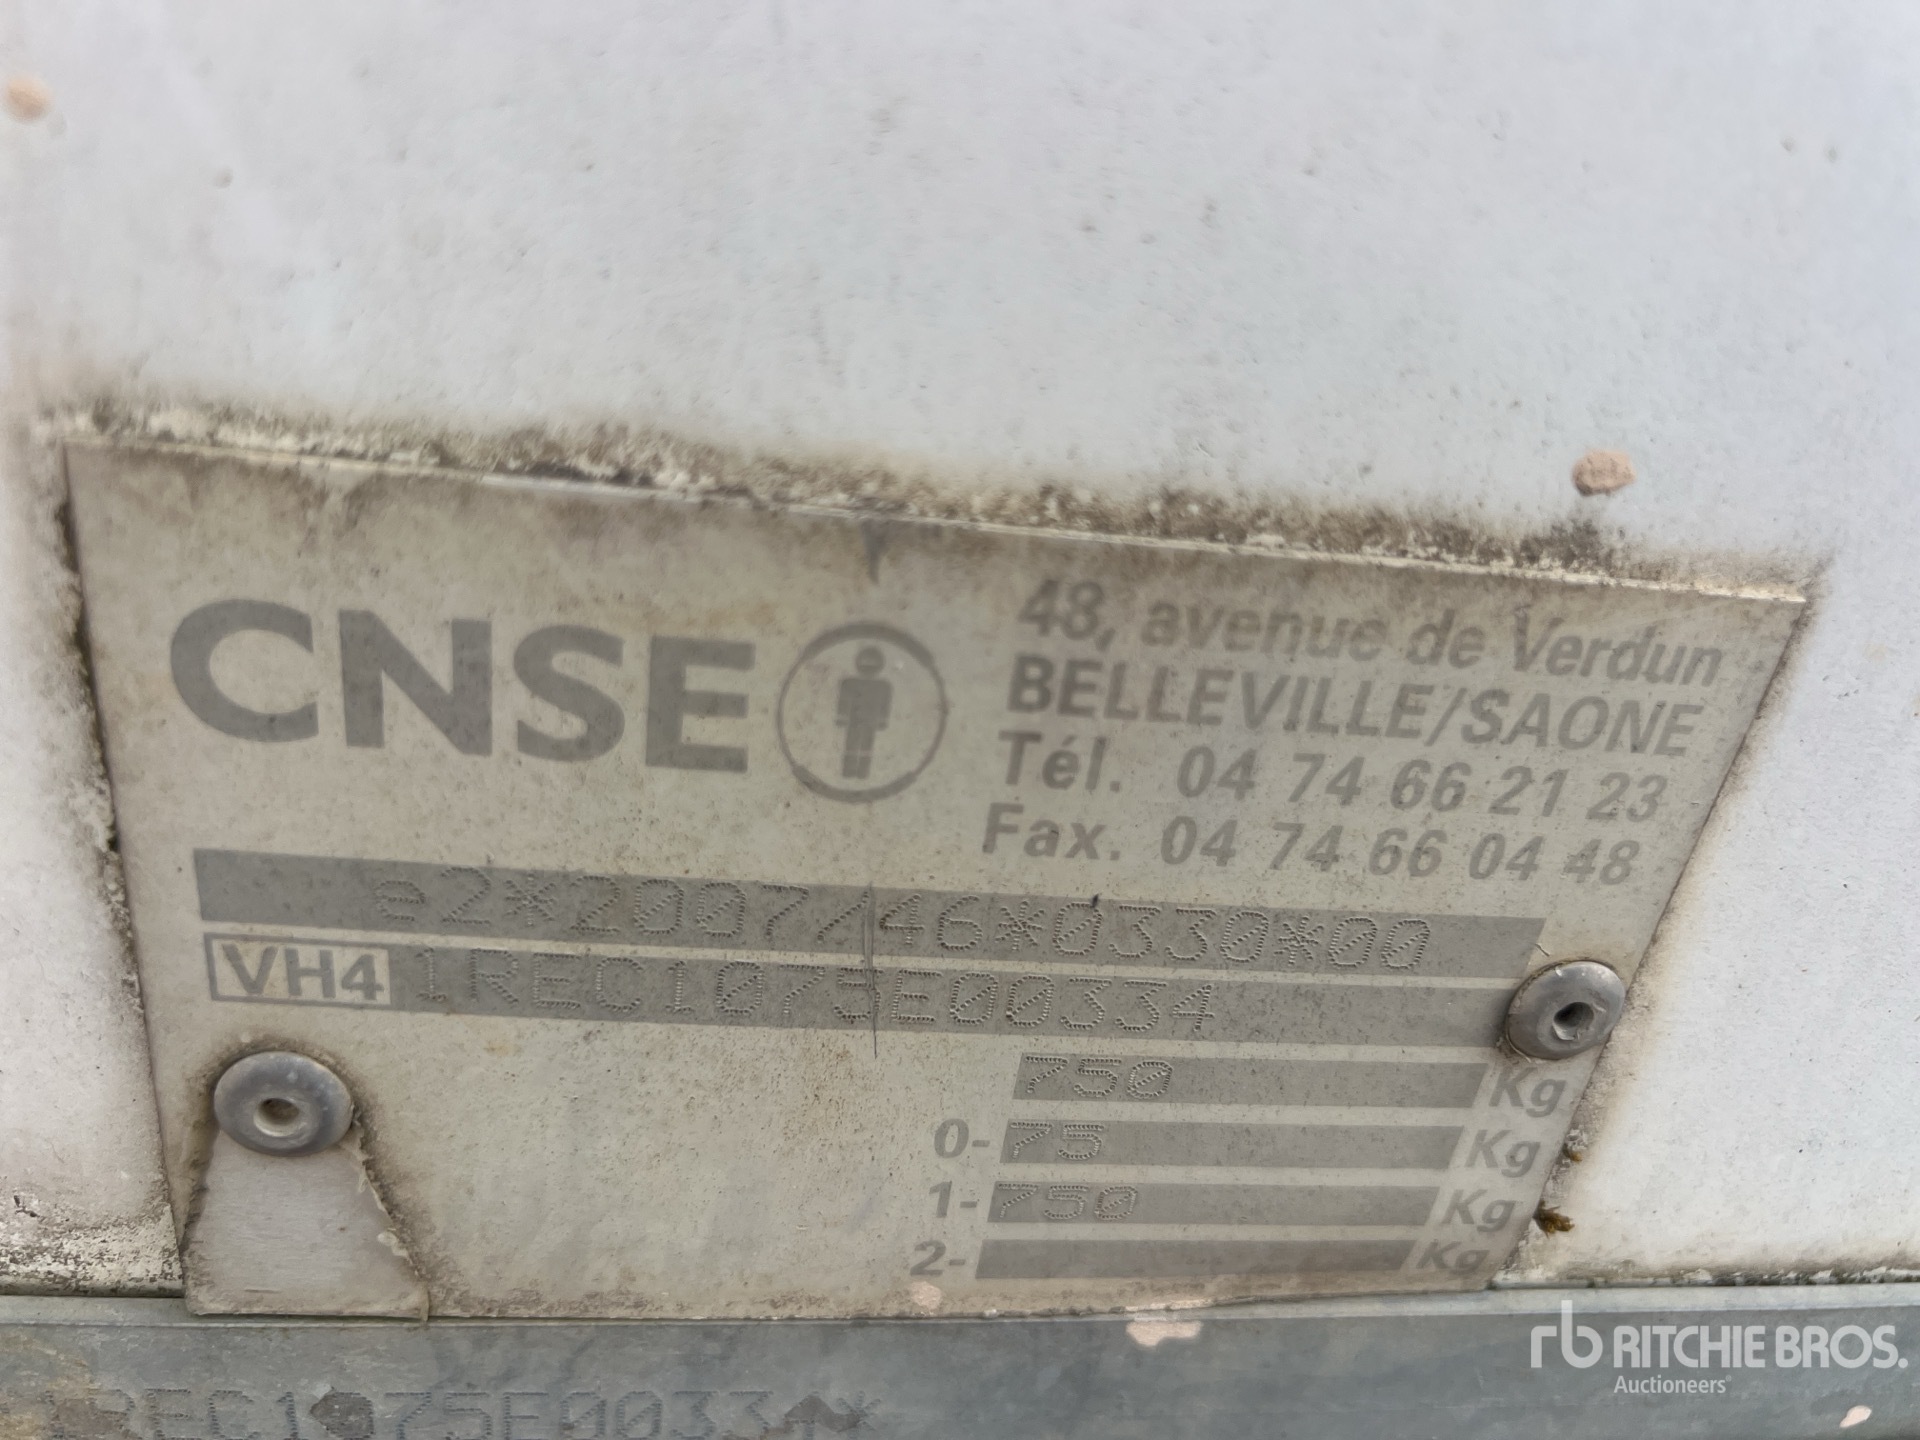 CNSE
48, avenue de Verdun
BELLEVILLE/SAONE
Tél. 04 74 66 21 23
Fax. 04 74 66 04 48
e2*2007/46*0330*00
VH4 1REC1075E00334
750 Kg
0- 75 Kg
1- 750 Kg
2- Kg
1REC1075E00334*
rb RITCHIE BROS.
Auctioneers